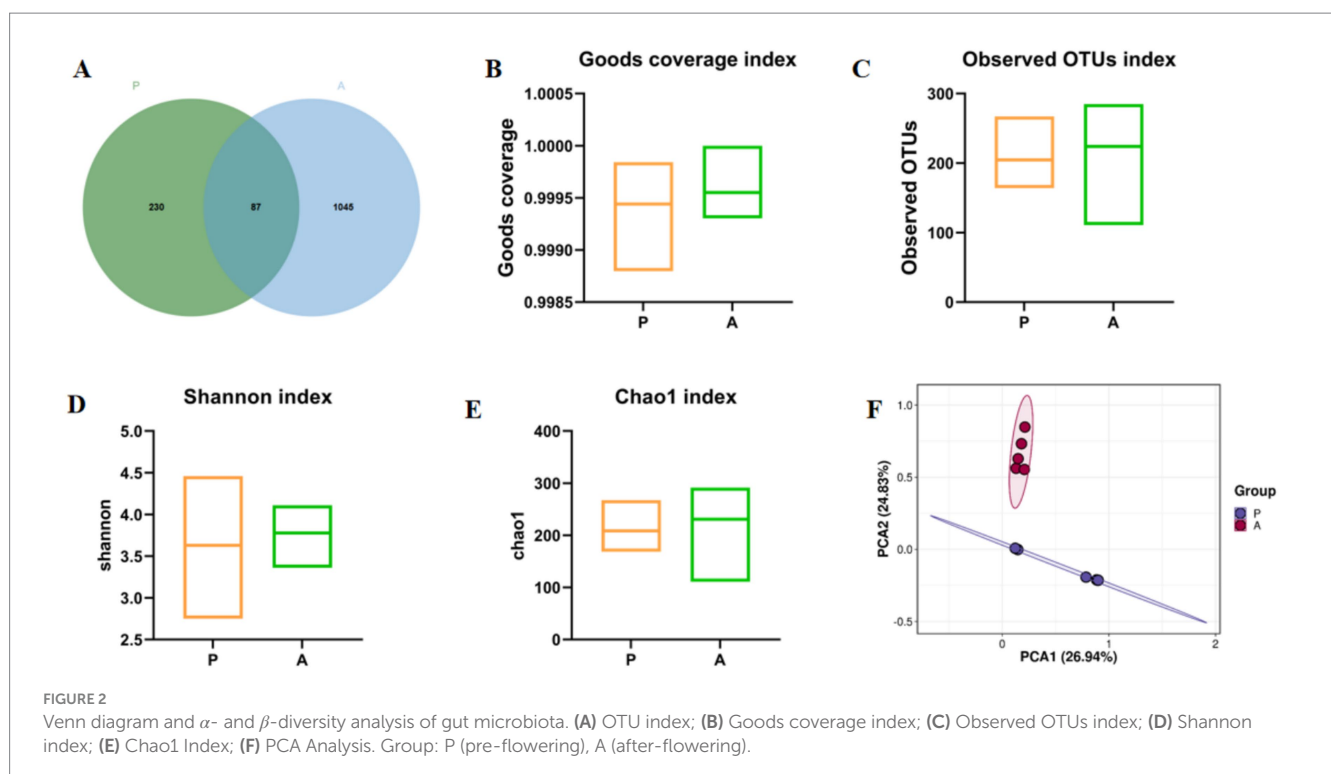 A
P
A
230
87
1045
B
Goods coverage index
Goods coverage
1.0005
1.0000
0.9995
0.9990
0.9985
P
A
C
Observed OTUs index
Observed OTUs
300
200
100
0
P
A
D
Shannon index
shannon
5.0
4.5
4.0
3.5
3.0
2.5
P
A
E
Chao1 index
chao1
400
300
200
100
0
P
A
F
PCA2 (24.83%)
1.0
0.5
0.0
-0.5
0
1
2
PCA1 (26.94%)
Group
P
A
FIGURE 2
Venn diagram and α- and β-diversity analysis of gut microbiota. (A) OTU index; (B) Goods coverage index; (C) Observed OTUs index; (D) Shannon
index; (E) Chao1 Index; (F) PCA Analysis. Group: P (pre-flowering), A (after-flowering).